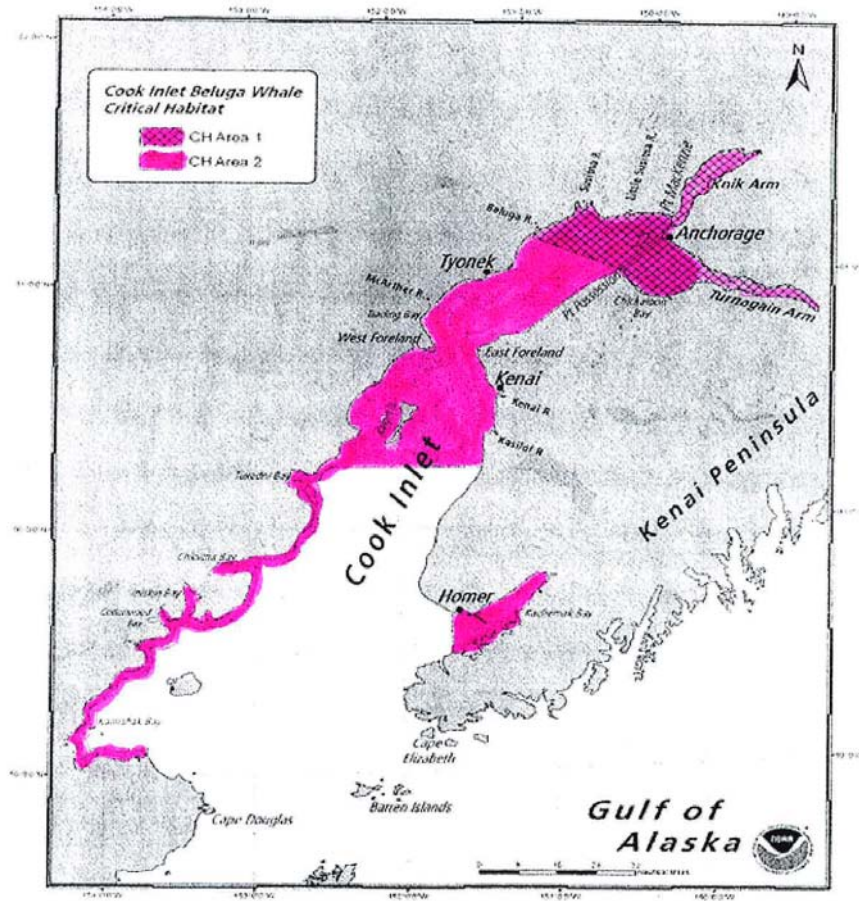 N
Cook Inlet Beluga Whale
Critical Habitat
CH Area 1
CH Area 2
Susitna R.
Little Susitna R.
Pt MacKenzie
Knik Arm
Beluga R.
Anchorage
Tyonek
McArther R.
Pt Possession
Chickaloon
Bay
Turnagain Arm
Trading Bay
West Foreland
East Foreland
Kenai
Kenai R.
Kasilof R
Tuxedni Bay
Cook Inlet
Kenai Peninsula
Chinitna Bay
Iniskin Bay
Cottonwood
Bay
Homer
Kachemak Bay
Kamishak Bay
Cape
Elizabeth
Barren Islands
Cape Douglas
Gulf of
Alaska
0